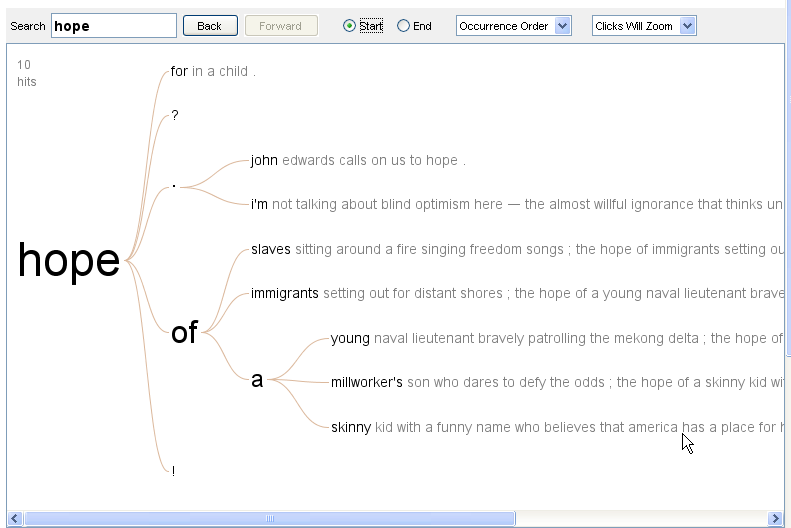 Search hope Back Forward Start End Occurrence Order Clicks Will Zoom
10
hits
for in a child .
?
john edwards calls on us to hope .
.
i'm not talking about blind optimism here — the almost willful ignorance that thinks un
slaves sitting around a fire singing freedom songs ; the hope of immigrants setting ou
hope
immigrants setting out for distant shores ; the hope of a young naval lieutenant brave
of
young naval lieutenant bravely patrolling the mekong delta ; the hope of
a
millworker's son who dares to defy the odds ; the hope of a skinny kid wi
skinny kid with a funny name who believes that america has a place for h
!